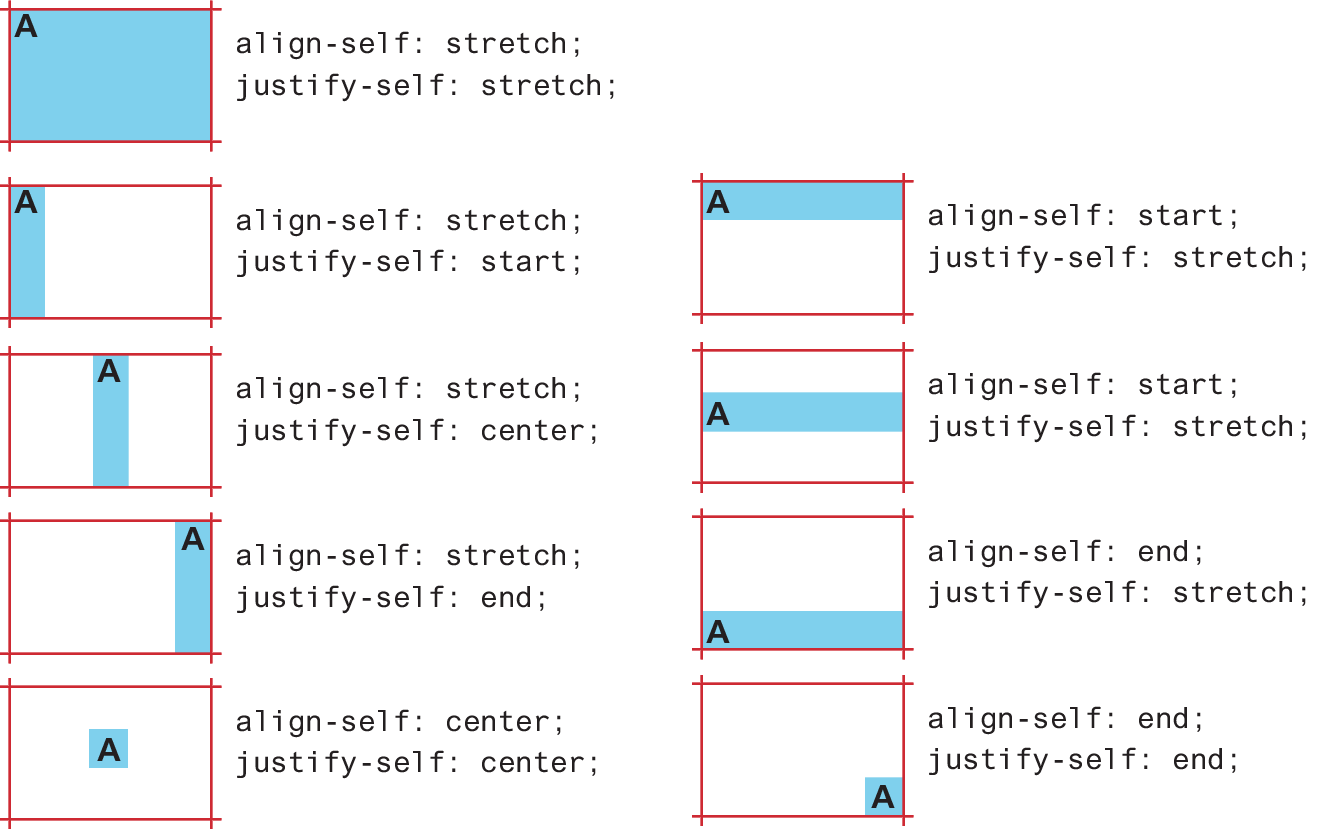 A
align-self: stretch;
justify-self: stretch;
A
align-self: stretch;
justify-self: start;
A
align-self: start;
justify-self: stretch;
A
align-self: stretch;
justify-self: center;
A
align-self: start;
justify-self: stretch;
A
align-self: stretch;
justify-self: end;
A
align-self: end;
justify-self: stretch;
A
align-self: center;
justify-self: center;
A
align-self: end;
justify-self: end;